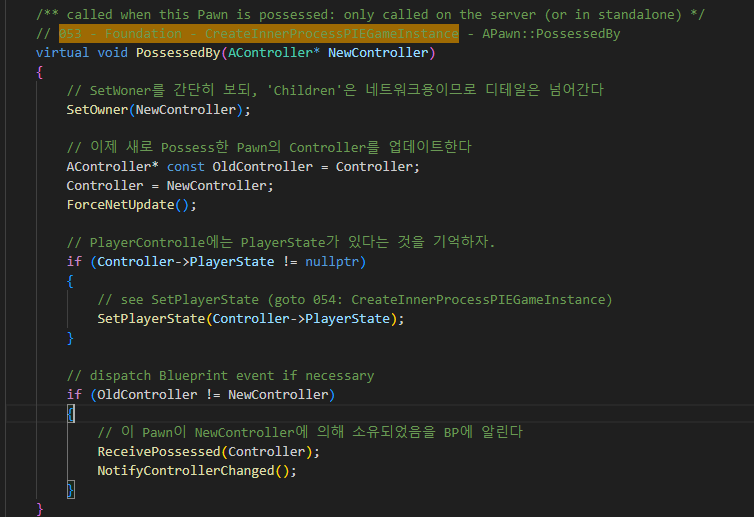 /** called when this Pawn is possessed: only called on the server (or in standalone) */
// 053 - Foundation - CreateInnerProcessPIEGameInstance - APawn::PossessedBy
virtual void PossessedBy(AController* NewController)
{
// SetWoner를 간단히 보되, 'Children'은 네트워크용이므로 디테일은 넘어간다
SetOwner(NewController);
// 이제 새로 Possess한 Pawn의 Controller를 업데이트한다
AController* const OldController = Controller;
Controller = NewController;
ForceNetUpdate();
// PlayerControlle에는 PlayerState가 있다는 것을 기억하자.
if (Controller->PlayerState != nullptr)
{
// see SetPlayerState (goto 054: CreateInnerProcessPIEGameInstance)
SetPlayerState(Controller->PlayerState);
}
// dispatch Blueprint event if necessary
if (OldController != NewController)
{
// 이 Pawn이 NewController에 의해 소유되었음을 BP에 알린다
ReceivePossessed(Controller);
NotifyControllerChanged();
}
}